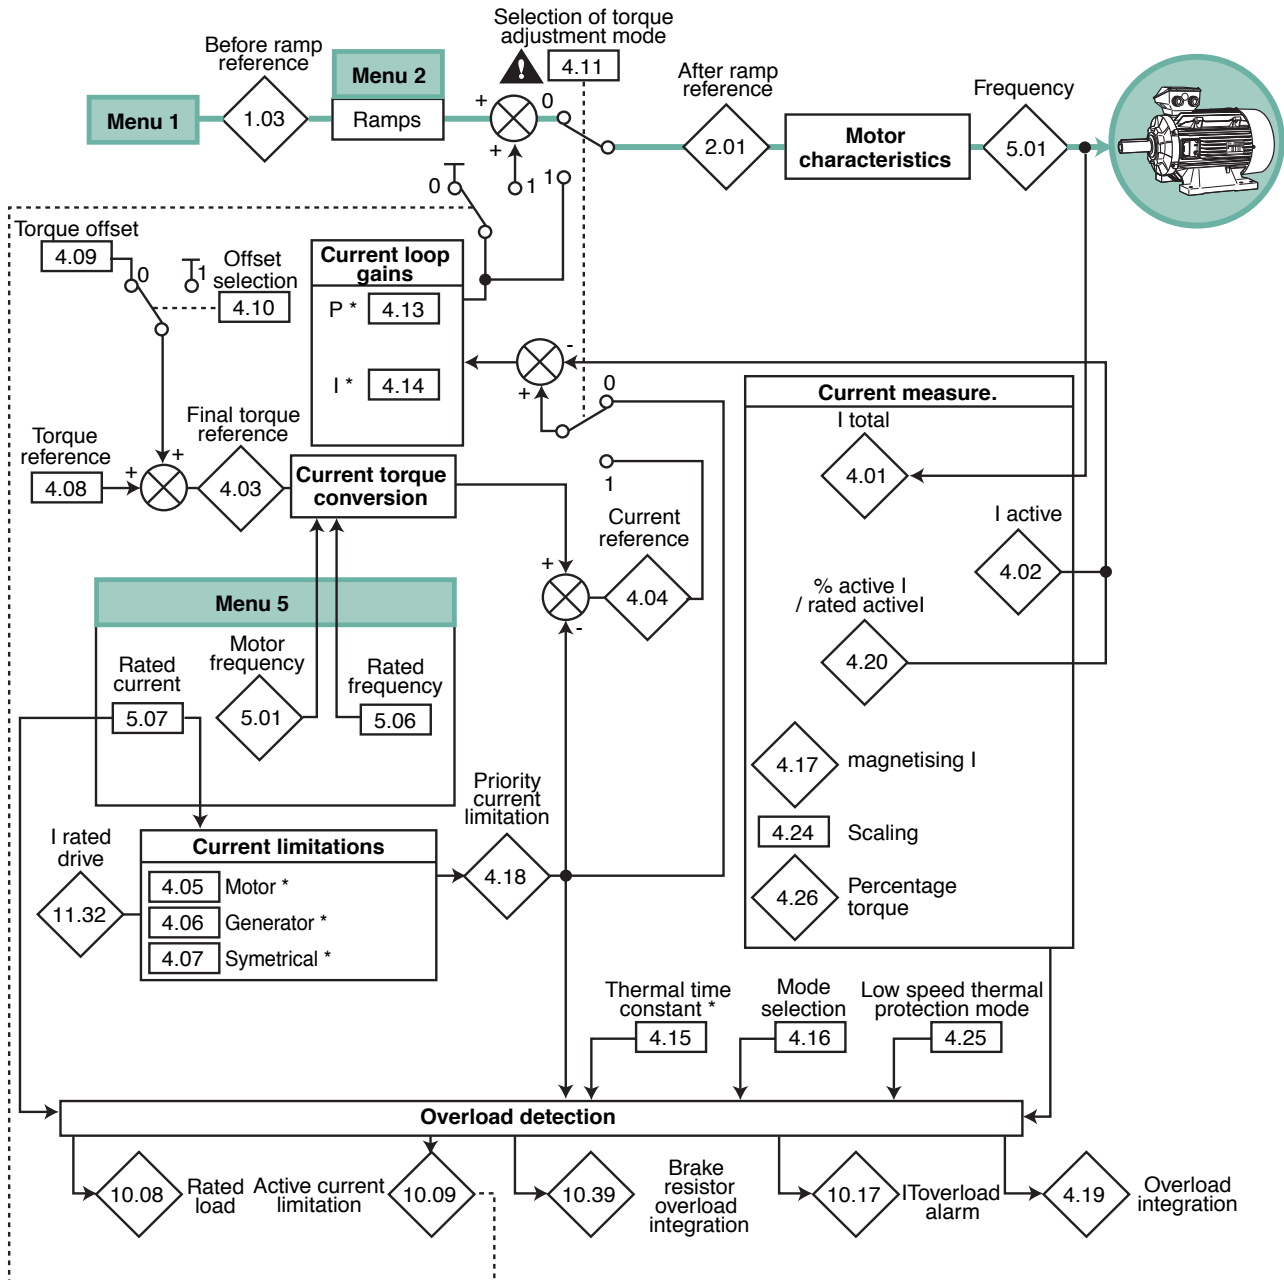 Selection of torque
adjustment mode
4.11
Before ramp
reference
1.03
Menu 1
Menu 2
Ramps
+
+
0
1
1
0
After ramp
reference
2.01
Motor
characteristics
Frequency
5.01
Torque offset
4.09
0
1
Offset
selection
4.10
Current loop
gains
P *
4.13
I *
4.14
-
+
0
1
Torque
reference
4.08
+
+
Final torque
reference
4.03
Current torque
conversion
+
-
Current
reference
4.04
Current measure.
I total
4.01
I active
4.02
% active I
/ rated activeI
4.20
4.17
magnetising I
4.24
Scaling
4.26
Percentage
torque
Menu 5
Rated
current
5.07
Motor
frequency
5.01
Rated
frequency
5.06
I rated
drive
11.32
Current limitations
4.05
Motor *
4.06
Generator *
4.07
Symetrical *
Priority
current
limitation
4.18
Thermal time
constant *
4.15
Mode
selection
4.16
Low speed thermal
protection mode
4.25
Overload detection
10.08
Rated
load
Active current
limitation
10.09
10.39
Brake
resistor
overload
integration
10.17
IToverload
alarm
4.19
Overload
integration